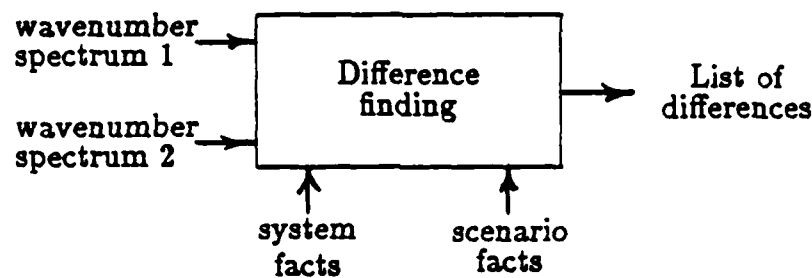 wavenumber
spectrum 1
Difference
finding
List of
differences
wavenumber
spectrum 2
system
facts
scenario
facts